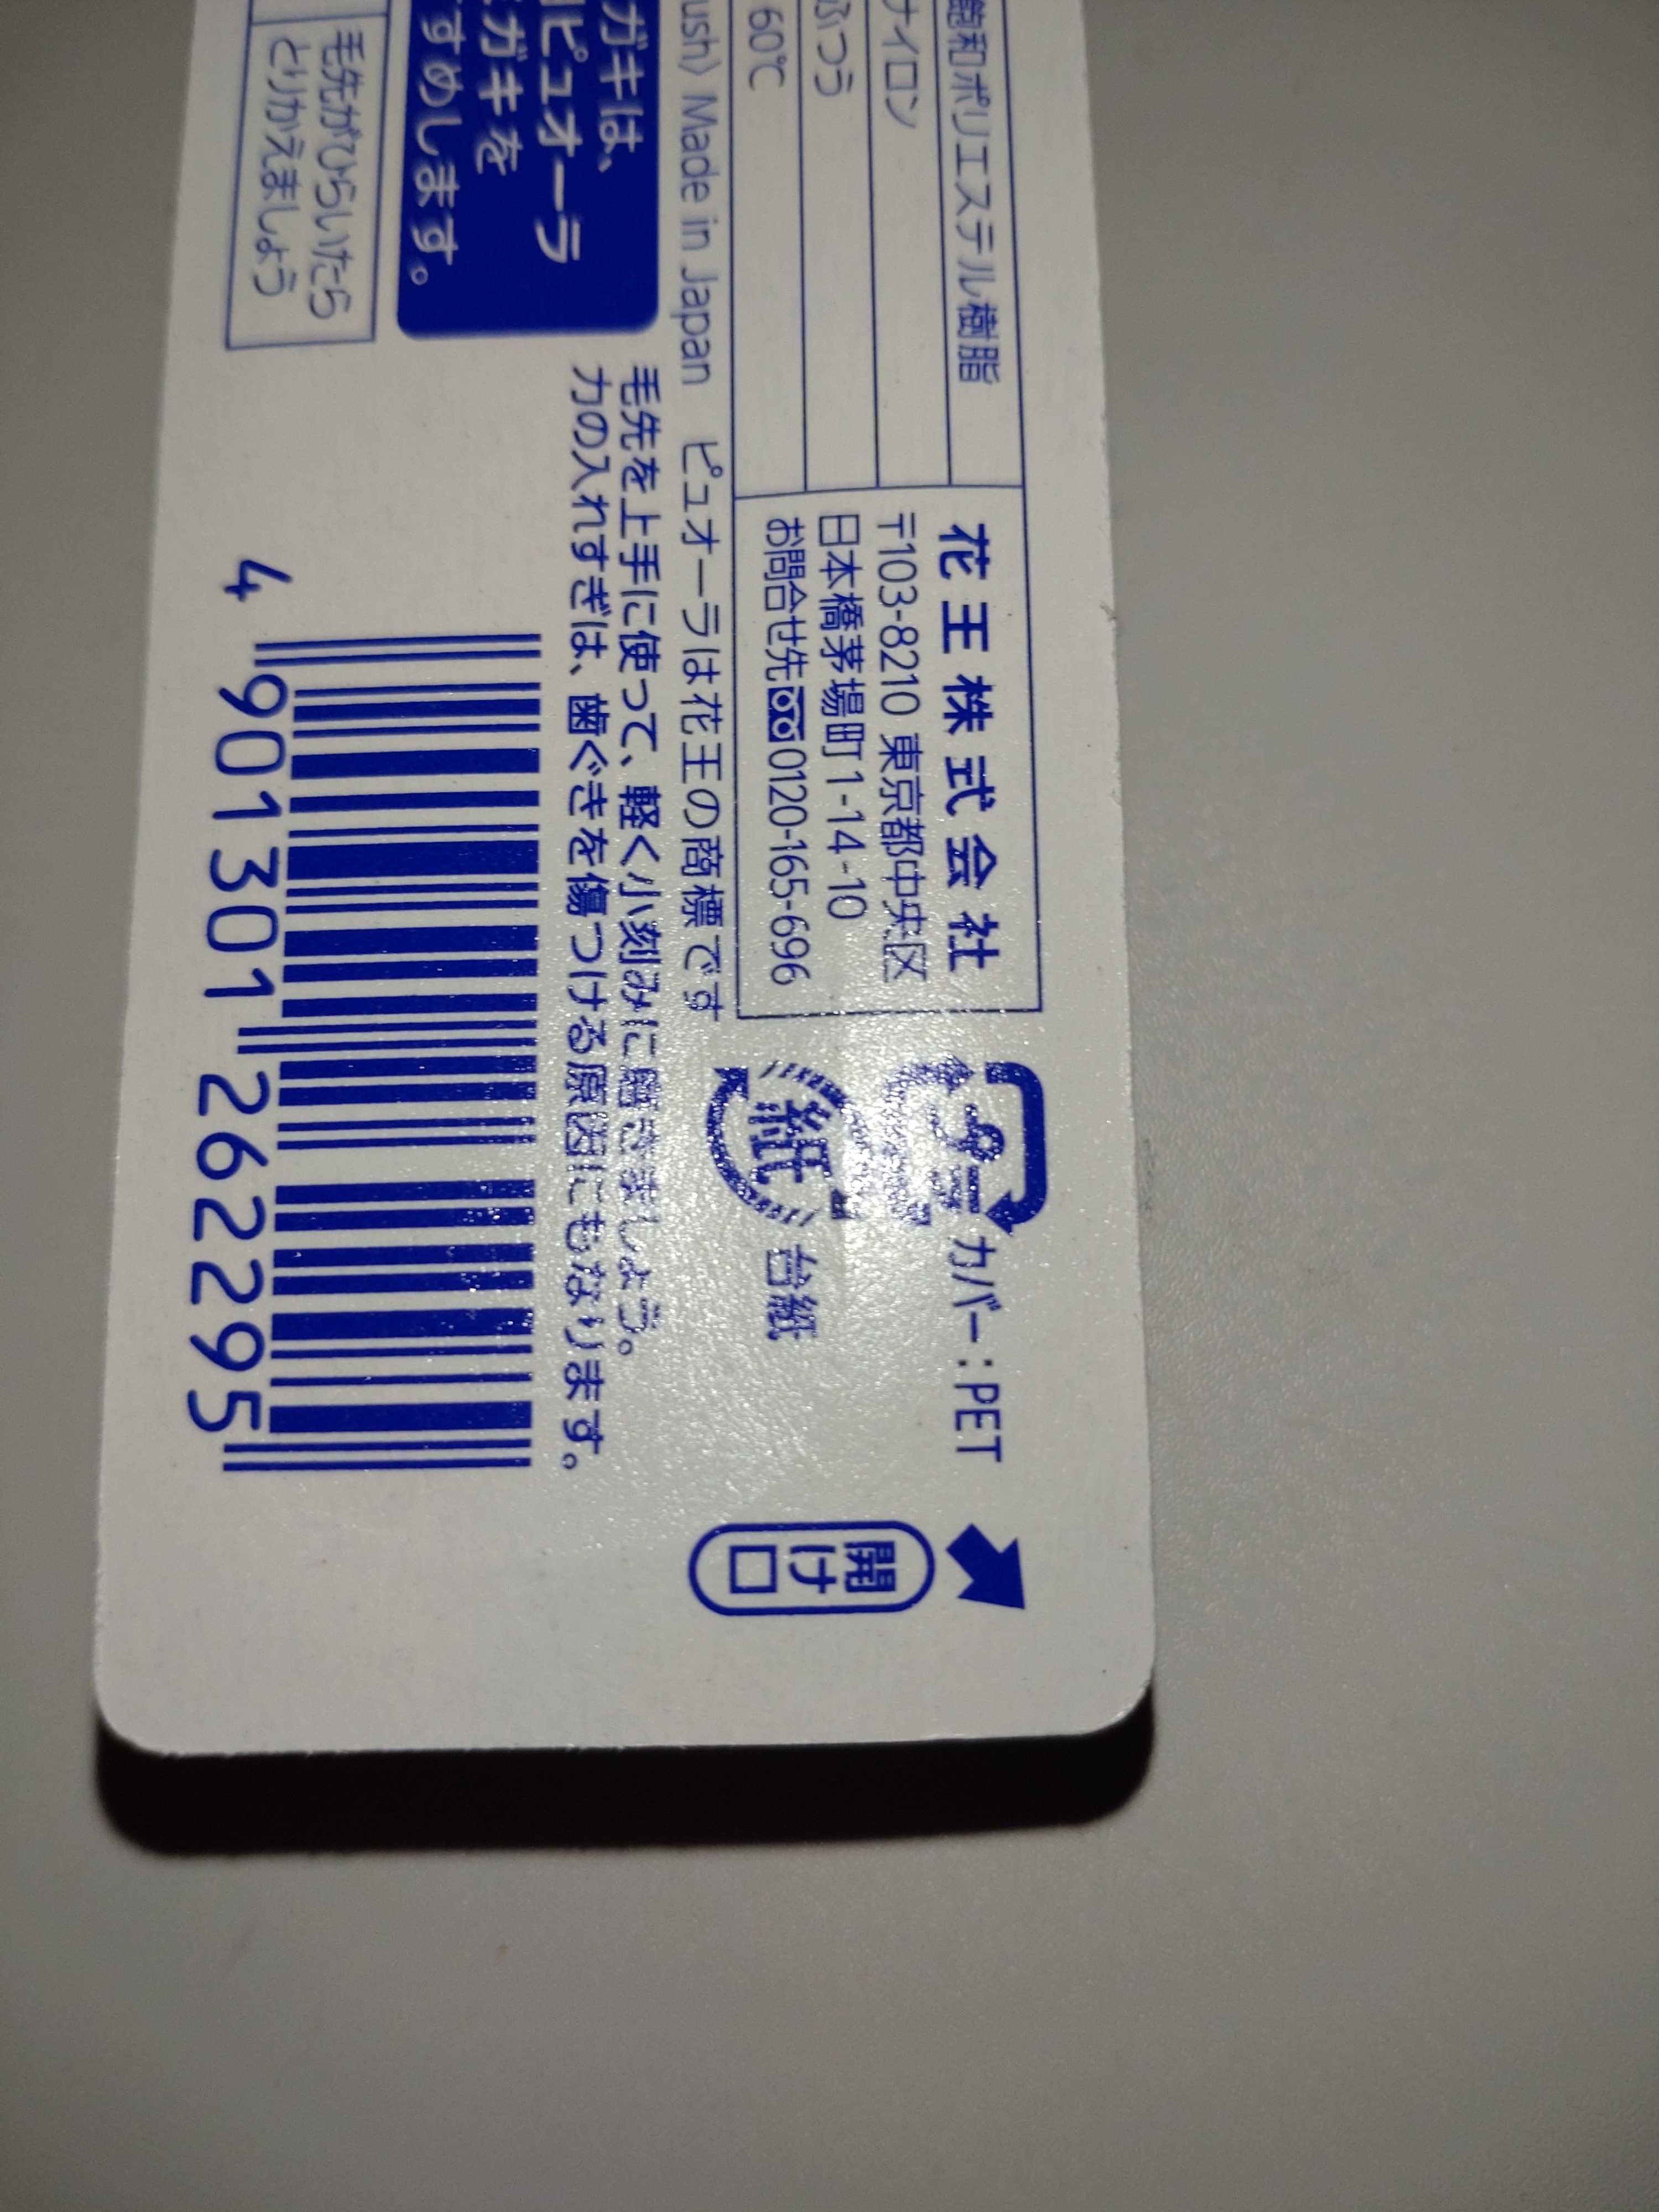 飽和ポリエステル樹脂
ナイロン
ふつう
60℃
花王株式会社
〒103-8210 東京都中央区
日本橋茅場町1-14-10
お問合せ先 0120-165-696
プラ
カバー:PET
紙
台紙
ush〉Made in Japan ピュオーラは花王の商標です
ガキは、
ピュオーラ
ガキを
すめします。
毛先を上手に使って、軽く小刻みに磨きましょう。
力の入れすぎは、歯ぐきを傷つける原因にもなります。
毛先がひらいたら
とりかえましょう
4 901301 262295
開け口